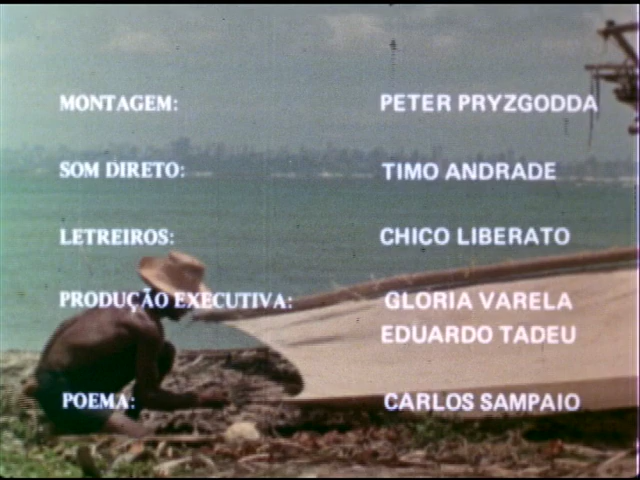 MONTAGEM: PETER PRYZGODDA
SOM DIRETO: TIMO ANDRADE
LETREIROS: CHICO LIBERATO
PRODUÇÃO EXECUTIVA: GLORIA VARELA
EDUARDO TADEU
POEMA: CARLOS SAMPAIO